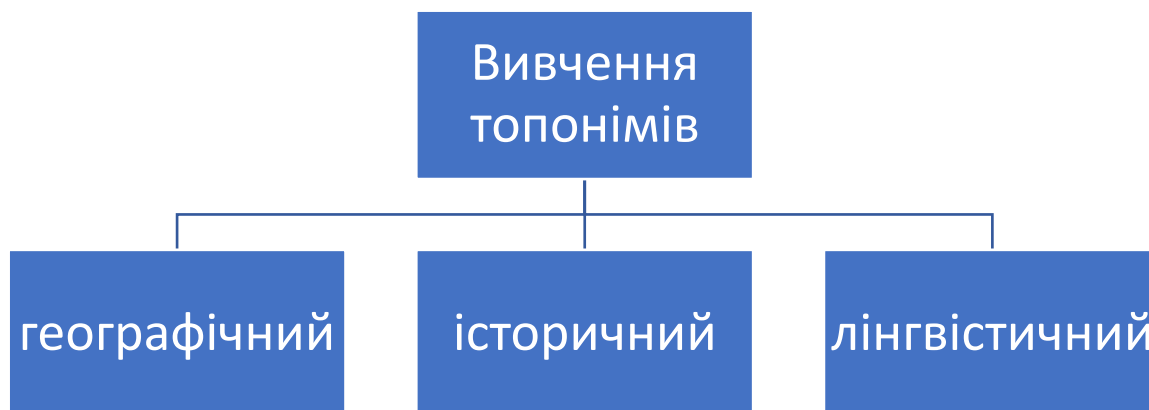 Вивчення
топонімів
географічний
історичний
лінгвістичний